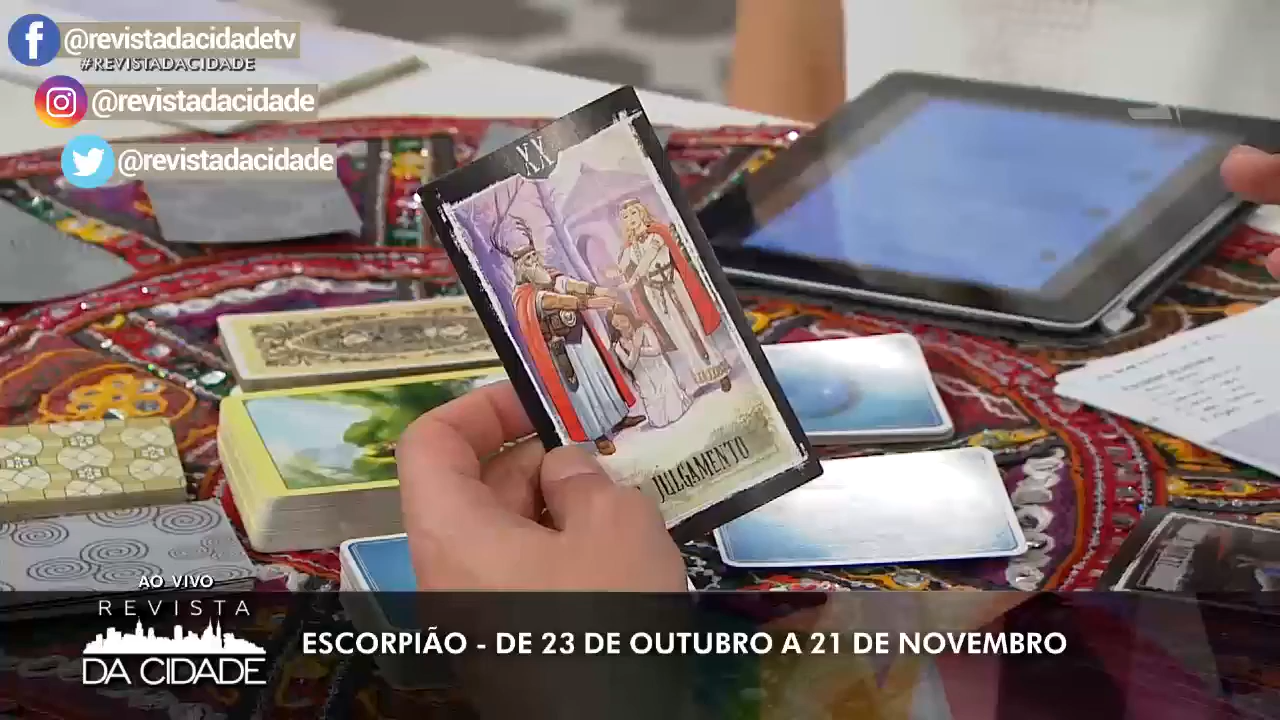 @revistadacidadetv
#REVISTADACIDADE
@revistadacidade
@revistadacidade
XX
JULGAMENTO
AO VIVO
REVISTA
DA CIDADE
ESCORPIÃO - DE 23 DE OUTUBRO A 21 DE NOVEMBRO